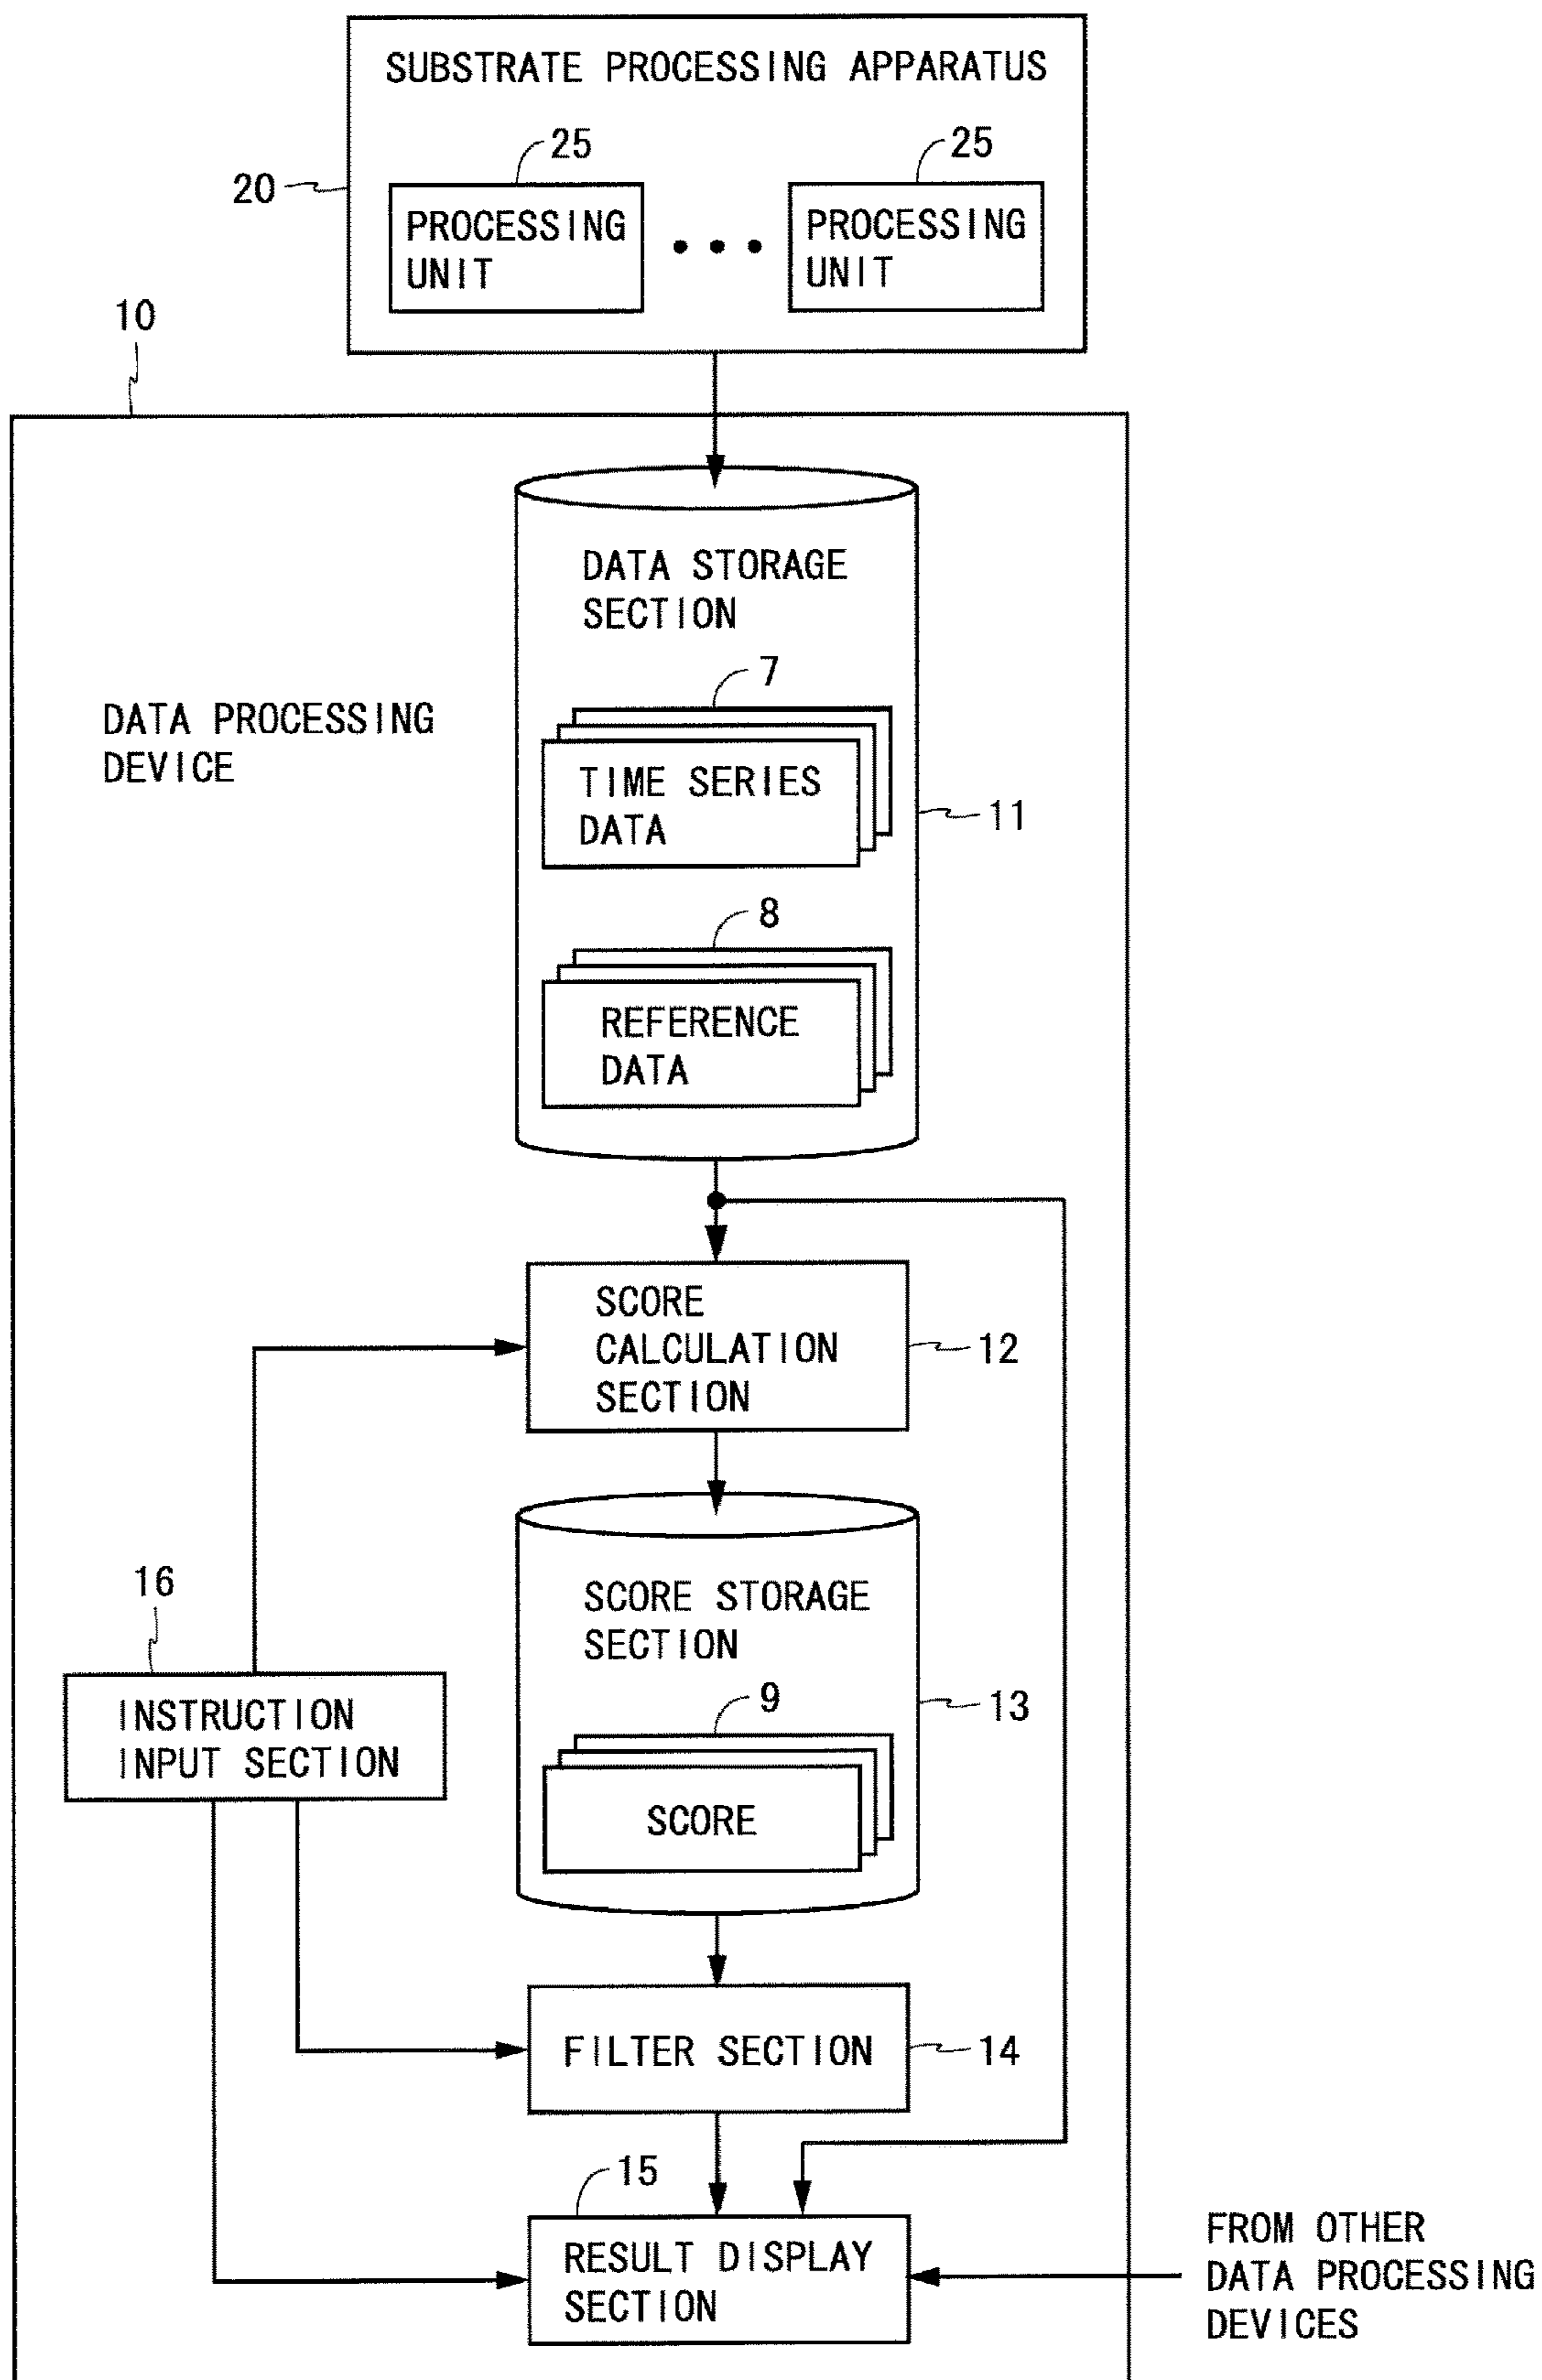 SUBSTRATE PROCESSING APPARATUS
25
25
20
PROCESSING
UNIT
PROCESSING
UNIT
10
DATA STORAGE
SECTION
7
DATA PROCESSING
DEVICE
TIME SERIES
DATA
11
8
REFERENCE
DATA
SCORE
CALCULATION
SECTION
12
16
SCORE STORAGE
SECTION
INSTRUCTION
INPUT SECTION
9
13
SCORE
FILTER SECTION
14
15
RESULT DISPLAY
SECTION
FROM OTHER
DATA PROCESSING
DEVICES